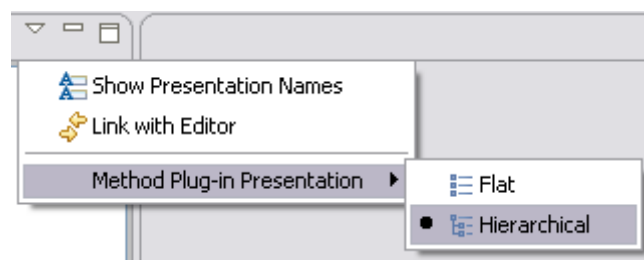 Show Presentation Names
Link with Editor
Method Plug-in Presentation
Flat
Hierarchical